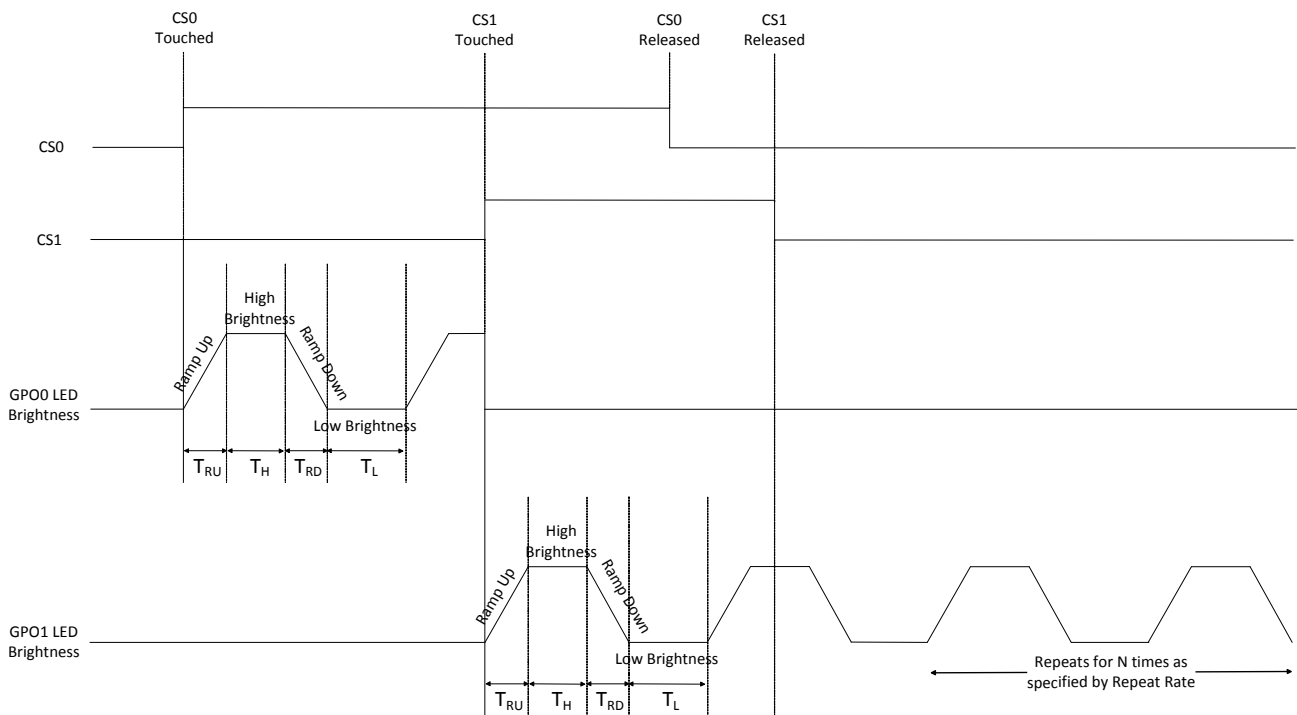 CS0
Touched
CS1
Touched
CS0
Released
CS1
Released
CS0
CS1
High
Brightness
Ramp Up
Ramp Down
GPO0 LED
Brightness
Low Brightness
TRU
TH
TRD
TL
High
Brightness
Ramp Up
Ramp Down
GPO1 LED
Brightness
Low Brightness
Repeats for N times as
specified by Repeat Rate
TRU
TH
TRD
TL